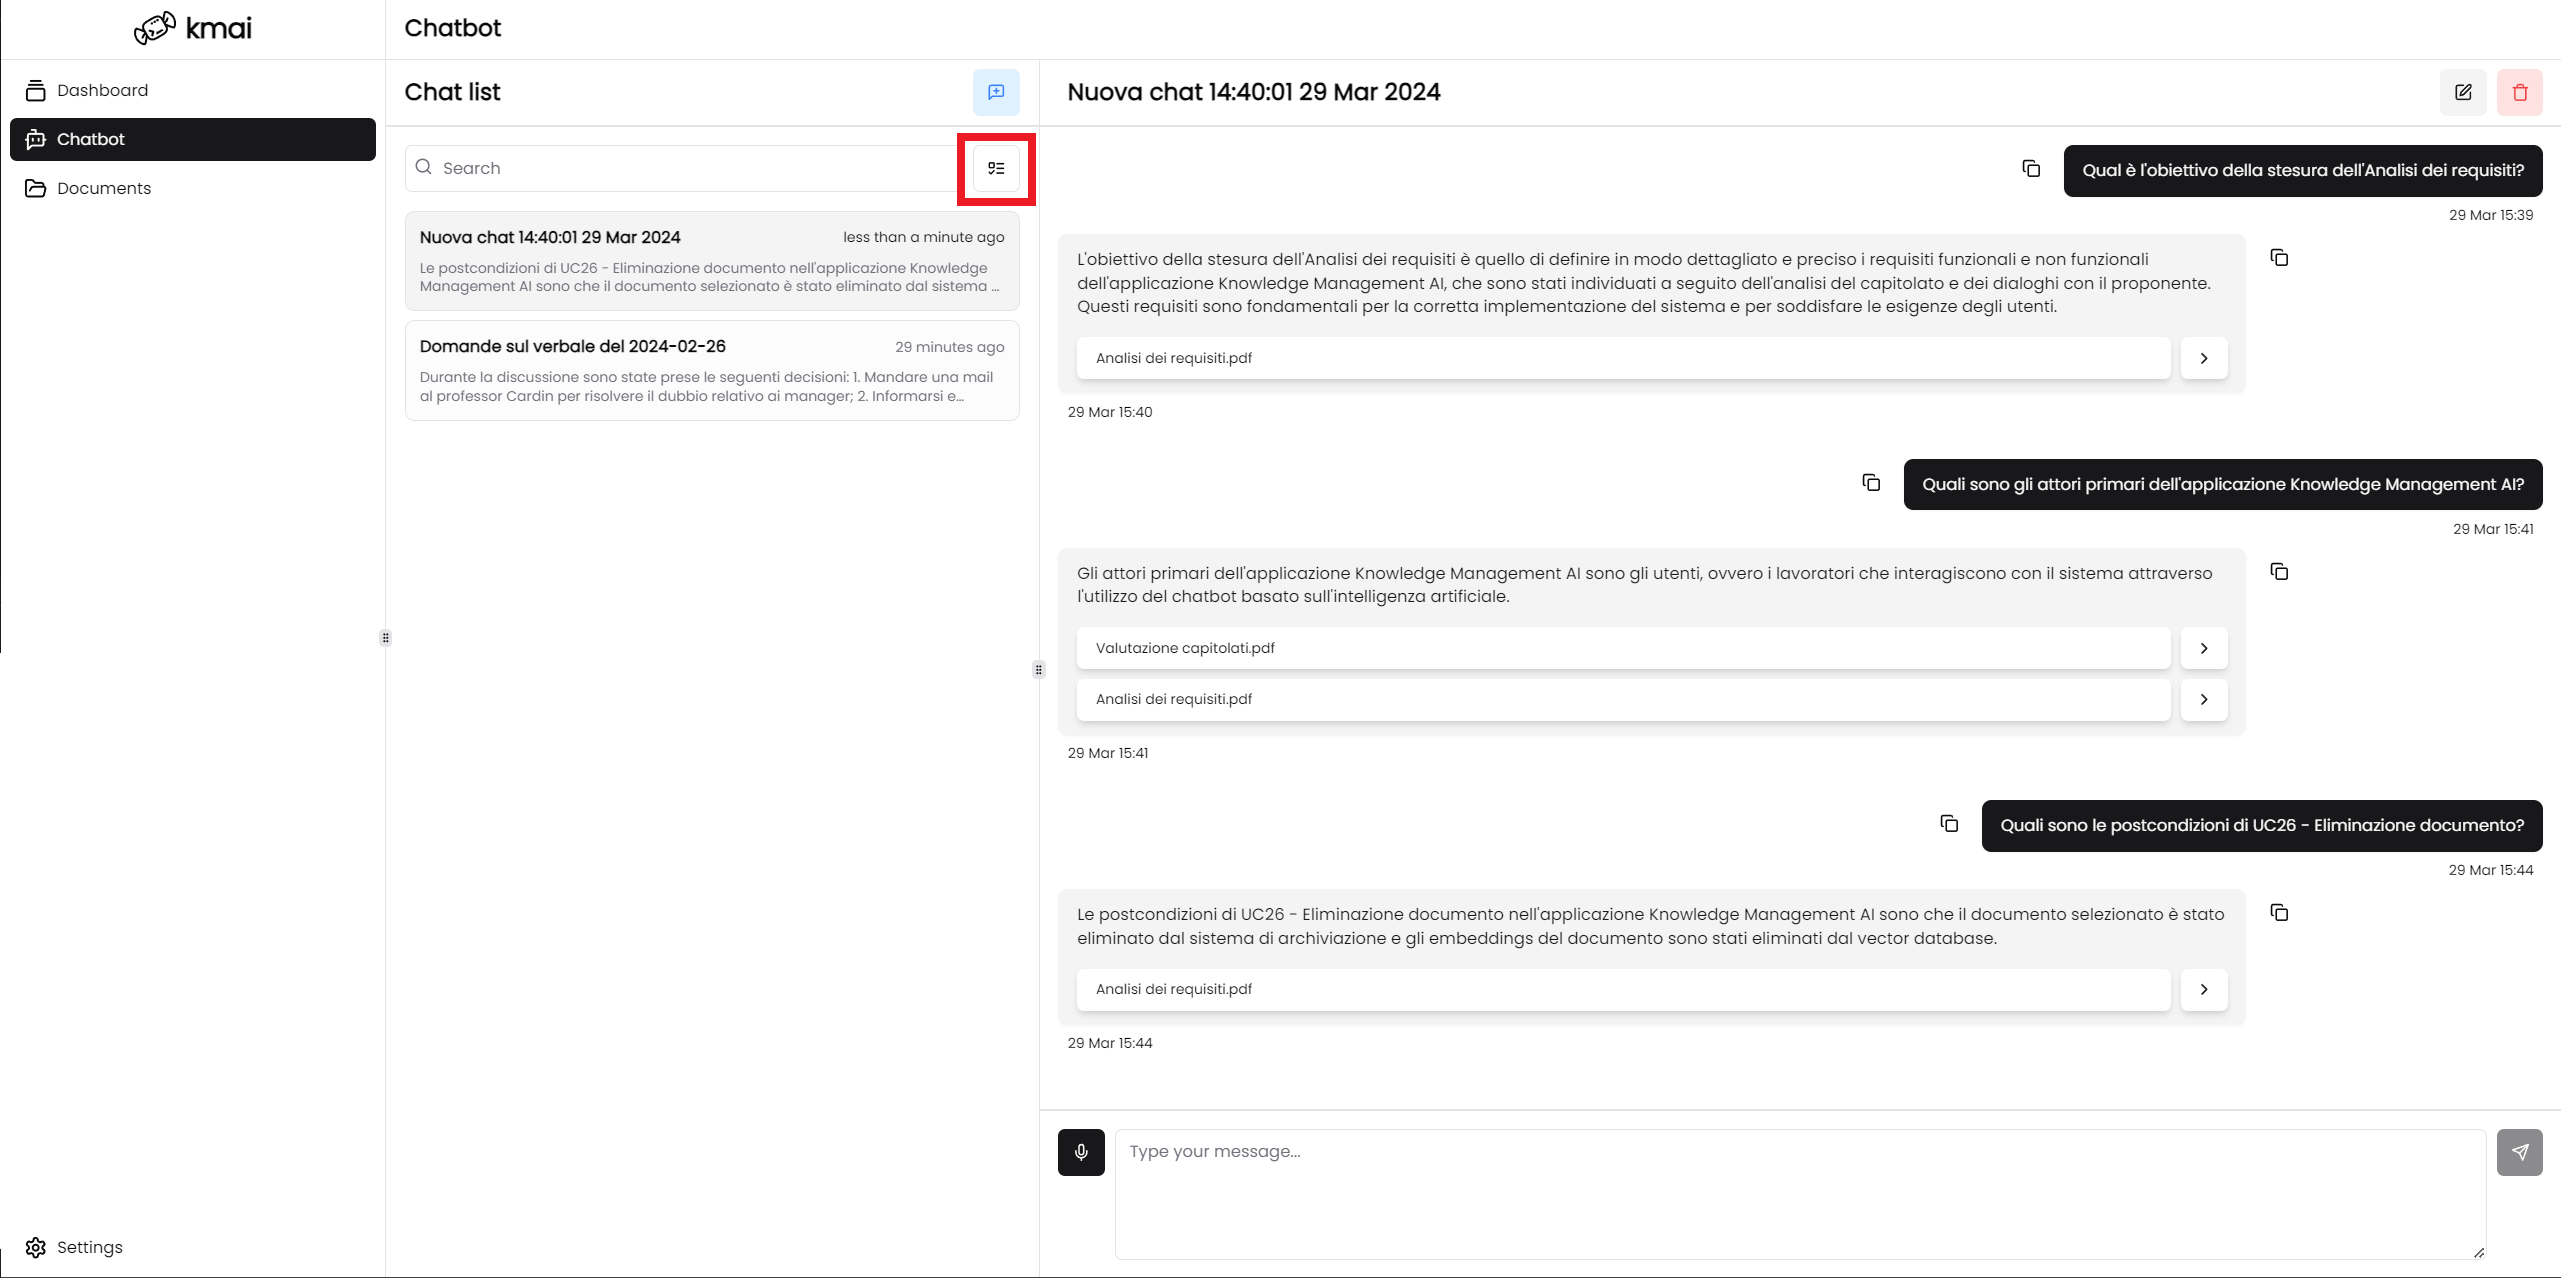 kmai
Chatbot
Dashboard
Chatbot
Documents
Settings
Chat list
Search
Nuova chat 14:40:01 29 Mar 2024
less than a minute ago
Le postcondizioni di UC26 - Eliminazione documento nell'applicazione Knowledge
Management AI sono che il documento selezionato è stato eliminato dal sistema ...
Domande sul verbale del 2024-02-26
29 minutes ago
Durante la discussione sono state prese le seguenti decisioni: 1. Mandare una mail
al professor Cardin per risolvere il dubbio relativo ai manager; 2. Informarsi e...
Nuova chat 14:40:01 29 Mar 2024
Qual è l'obiettivo della stesura dell'Analisi dei requisiti?
29 Mar 15:39
L'obiettivo della stesura dell'Analisi dei requisiti è quello di definire in modo dettagliato e preciso i requisiti funzionali e non funzionali
dell'applicazione Knowledge Management AI, che sono stati individuati a seguito dell'analisi del capitolato e dei dialoghi con il proponente.
Questi requisiti sono fondamentali per la corretta implementazione del sistema e per soddisfare le esigenze degli utenti.
Analisi dei requisiti.pdf
29 Mar 15:40
Quali sono gli attori primari dell'applicazione Knowledge Management AI?
29 Mar 15:41
Gli attori primari dell'applicazione Knowledge Management AI sono gli utenti, ovvero i lavoratori che interagiscono con il sistema attraverso
l'utilizzo del chatbot basato sull'intelligenza artificiale.
Valutazione capitolati.pdf
Analisi dei requisiti.pdf
29 Mar 15:41
Quali sono le postcondizioni di UC26 - Eliminazione documento?
29 Mar 15:44
Le postcondizioni di UC26 - Eliminazione documento nell'applicazione Knowledge Management AI sono che il documento selezionato è stato
eliminato dal sistema di archiviazione e gli embeddings del documento sono stati eliminati dal vector database.
Analisi dei requisiti.pdf
29 Mar 15:44
Type your message...